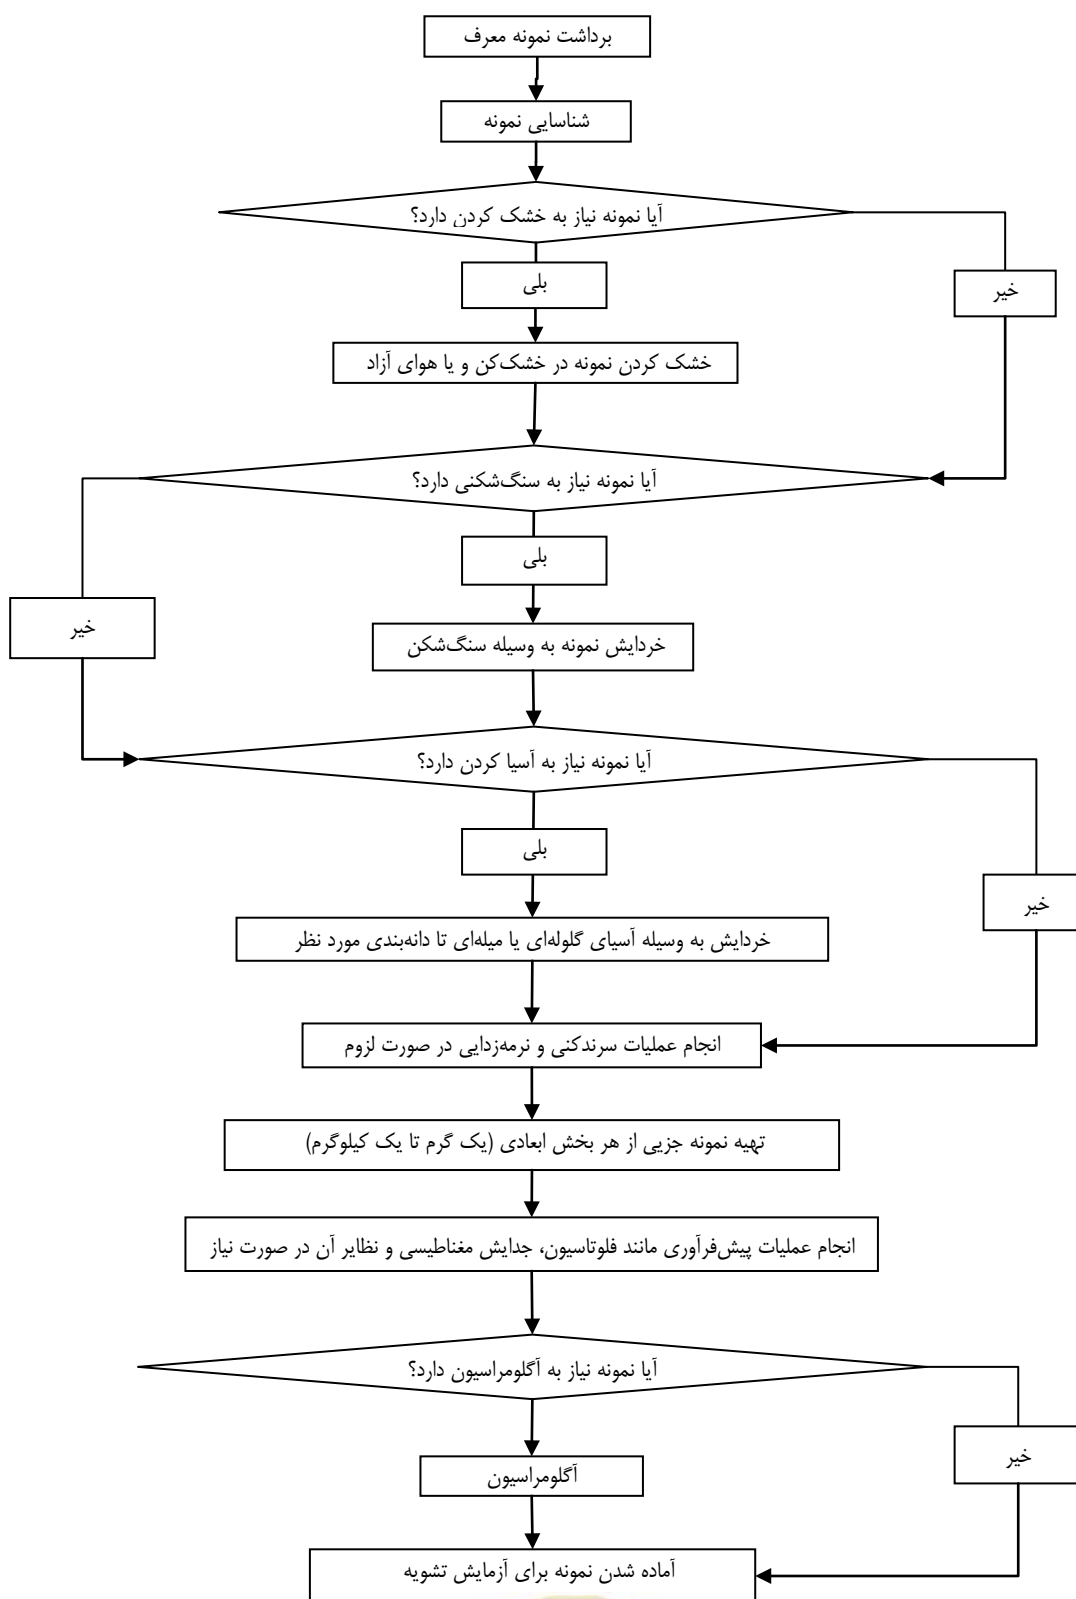 برداشت نمونه معرف
شناسایی نمونه
آیا نمونه نیاز به خشک کردن دارد؟
بلی
خیر
خشک کردن نمونه در خشک‌کن و یا هوای آزاد
آیا نمونه نیاز به سنگ‌شکنی دارد؟
بلی
خیر
خردایش نمونه به وسیله سنگ‌شکن
آیا نمونه نیاز به آسیا کردن دارد؟
بلی
خیر
خردایش به وسیله آسیای گلوله‌ای یا میله‌ای تا دانه‌بندی مورد نظر
انجام عملیات سرندکنی و نرمه‌زدایی در صورت لزوم
تهیه نمونه جزیی از هر بخش ابعادی (یک گرم تا یک کیلوگرم)
انجام عملیات پیش‌فرآوری مانند فلوتاسیون، جدایش مغناطیسی و نظایر آن در صورت نیاز
آیا نمونه نیاز به آگلومراسیون دارد؟
خیر
آگلومراسیون
آماده شدن نمونه برای آزمایش تشویه